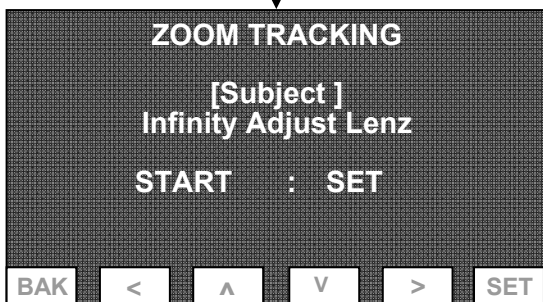 ZOOM TRACKING
[Subject ]
Infinity Adjust Lenz
START : SET
BAK < ʌ V > SET